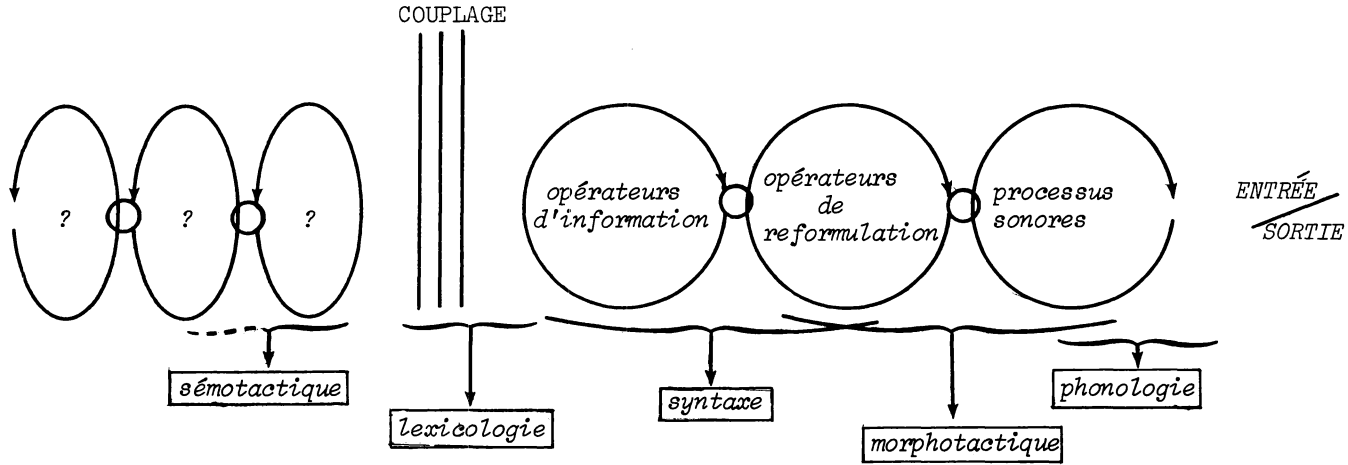 COUPLAGE
?
?
?
opérateurs
d'information
opérateurs
de
reformulation
processus
sonores
ENTRÉE
SORTIE
sémotactique
lexicologie
syntaxe
morphotactique
phonologie